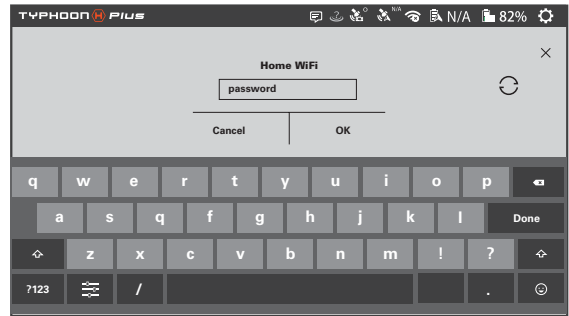 TYPHOON H Plus N/A N/A 82%
Home WiFi
password
Cancel OK
q w e r t y u i o p
a s q f g h j k l Done
z x c v b n m ! ?
?123 / .